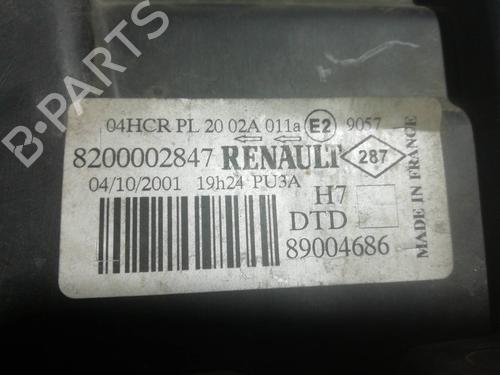 04HCR PL 20 02A 011a E2 9057
8200002847 RENAULT 287
04/10/2001 19h24 PU3A
H7
DTD
89004686
MADE IN FRANCE
B-PARTS